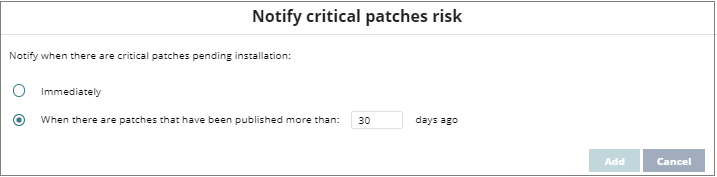 Notify critical patches risk
Notify when there are critical patches pending installation:
Immediately
When there are patches that have been published more than: 30 days ago
Add Cancel